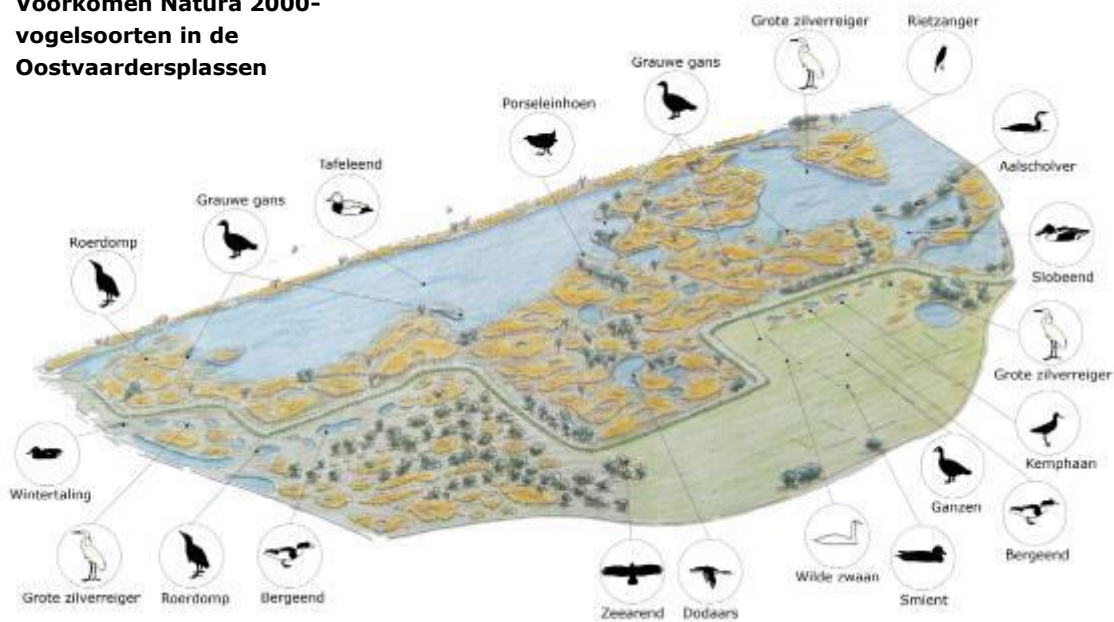 Voorkomen Natura 2000-
vogelsoorten in de
Oostvaardersplassen
Grote zilverreiger
Rietzanger
Grauwe gans
Porseleinhoen
Aalscholver
Tafeleend
Grauwe gans
Roerdomp
Slobeend
Grote zilverreiger
Kemphaan
Wintertaling
Ganzen
Bergeend
Wilde zwaan
Smient
Grote zilverreiger
Roerdomp
Bergeend
Zeearend
Dodaars